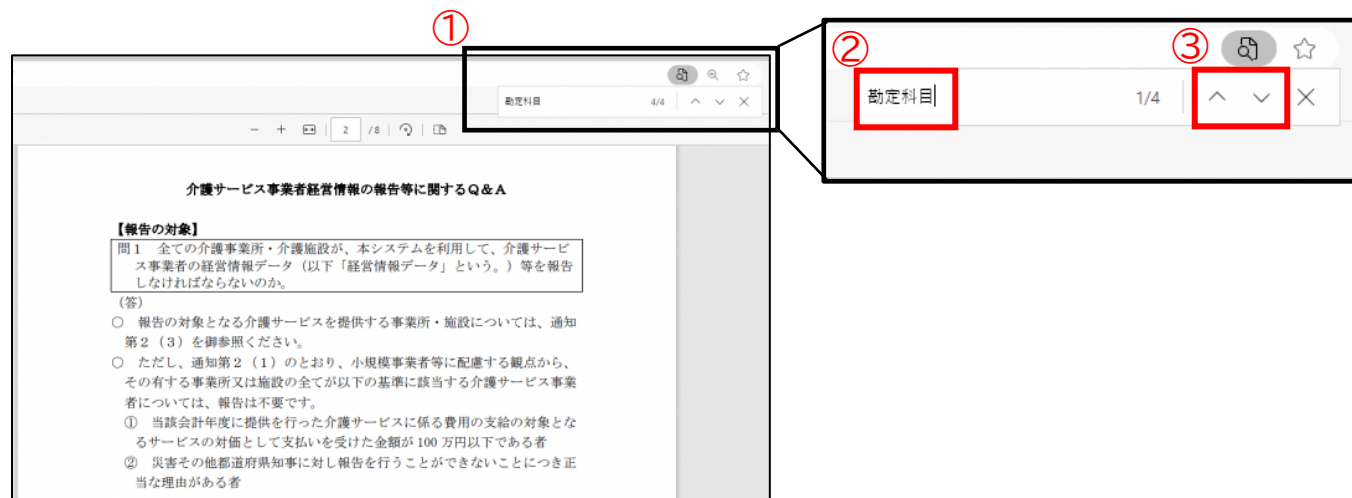 ①
勘定科目 4/4
2 /8
介護サービス事業者経営情報の報告等に関するQ&A
【報告の対象】
問1 全ての介護事業所・介護施設が、本システムを利用して、介護サービ
ス事業者の経営情報データ(以下「経営情報データ」という。)等を報告
しなければならないのか。
(答)
○ 報告の対象となる介護サービスを提供する事業所・施設については、通知
第2(3)を御参照ください。
○ ただし、通知第2(1)のとおり、小規模事業者等に配慮する観点から、
その有する事業所又は施設の全てが以下の基準に該当する介護サービス事業
者については、報告は不要です。
① 当該会計年度に提供を行った介護サービスに係る費用の支給の対象とな
るサービスの対価として支払いを受けた金額が100万円以下である者
② 災害その他都道府県知事に対し報告を行うことができないことにつき正
当な理由がある者
② ③
勘定科目 1/4